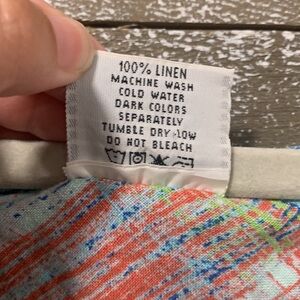 100% LINEN
MACHINE WASH
COLD WATER
DARK COLORS
SEPARATELY
TUMBLE DRY LOW
DO NOT BLEACH